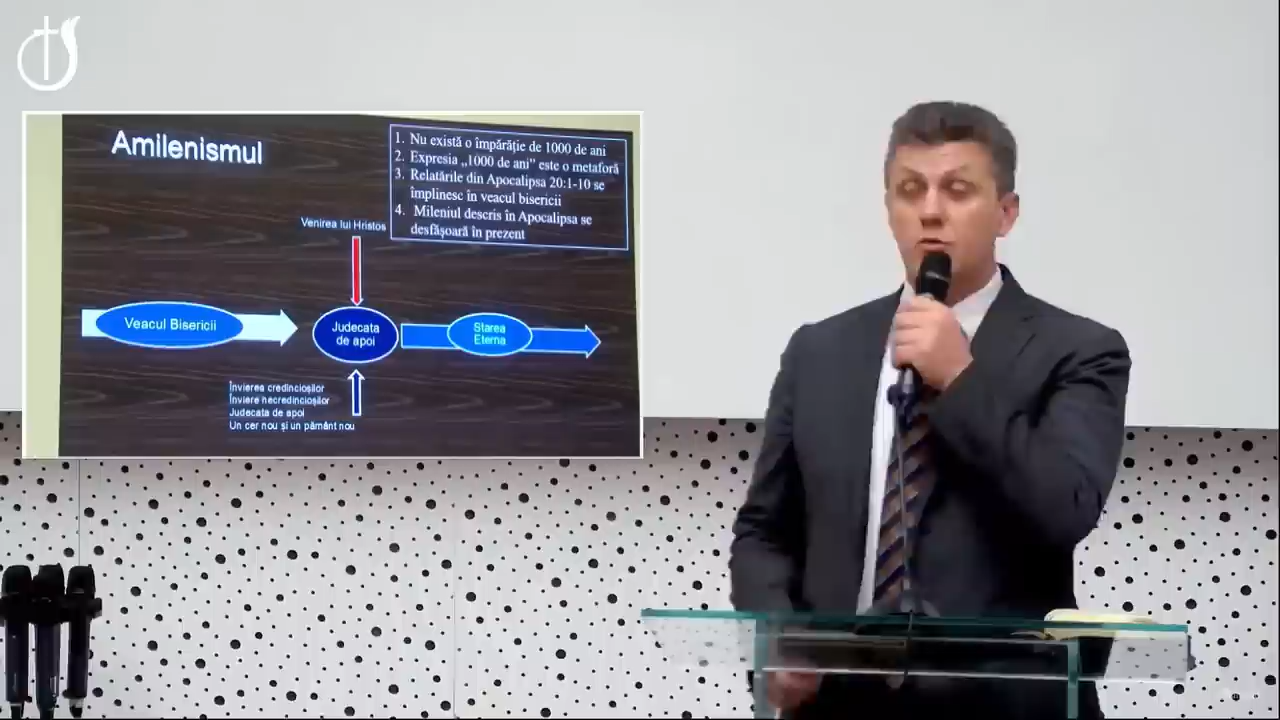 Amilenismul
1. Nu există o împărăție de 1000 de ani
2. Expresia „1000 de ani” este o metaforă
3. Relatările din Apocalipsa 20:1-10 se
împlinesc în veacul bisericii
4. Mileniul descris în Apocalipsa se
desfășoară în prezent
Venirea lui Hristos
Veacul Bisericii
Judecata
de apoi
Starea
Eterna
Învierea credincioșilor
Înviere necredincioșilor
Judecata de apoi
Un cer nou și un pământ nou